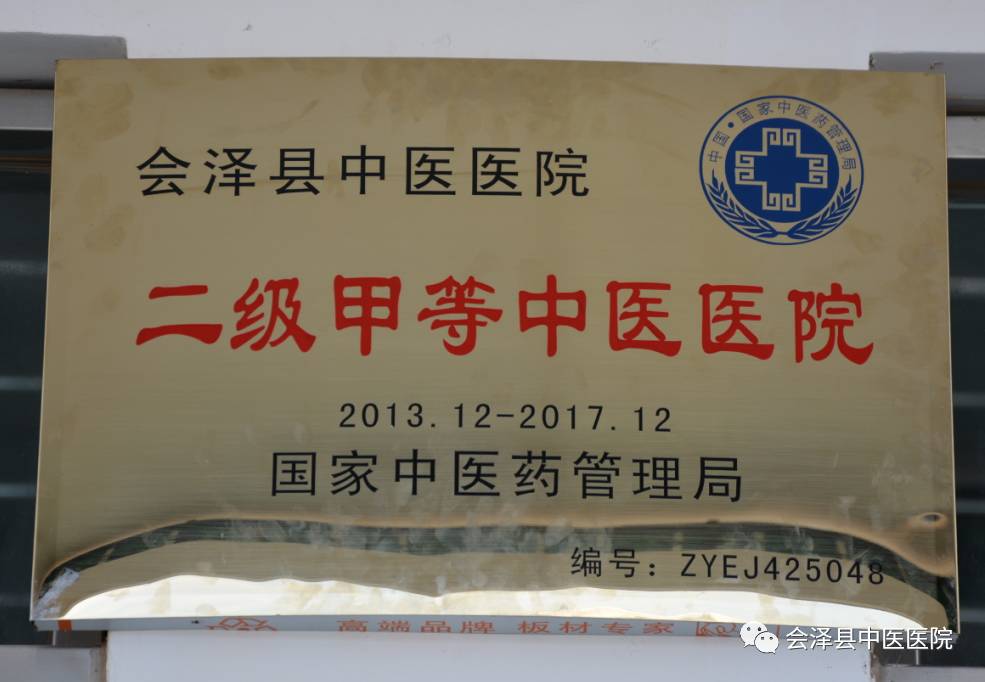 会泽县中医医院
中国·国家中医药管理局
二级甲等中医医院
2013.12-2017.12
国家中医药管理局
编号：ZYEJ425048
高端品牌 板材专家
会泽县中医医院